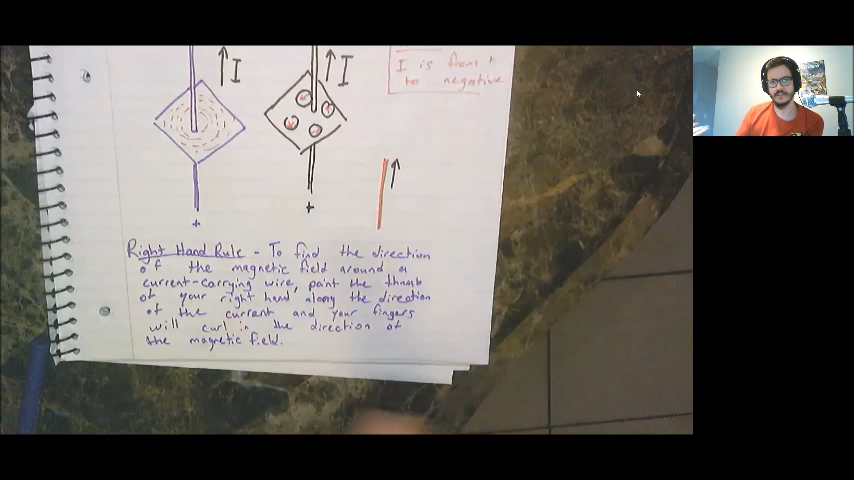 I
I
I is from +
to negative
+
+
Right Hand Rule - To find the direction
of the magnetic field around a
current-carrying wire, point the thumb
of your right hand along the direction
of the current and your fingers
will curl in the direction of
the magnetic field.